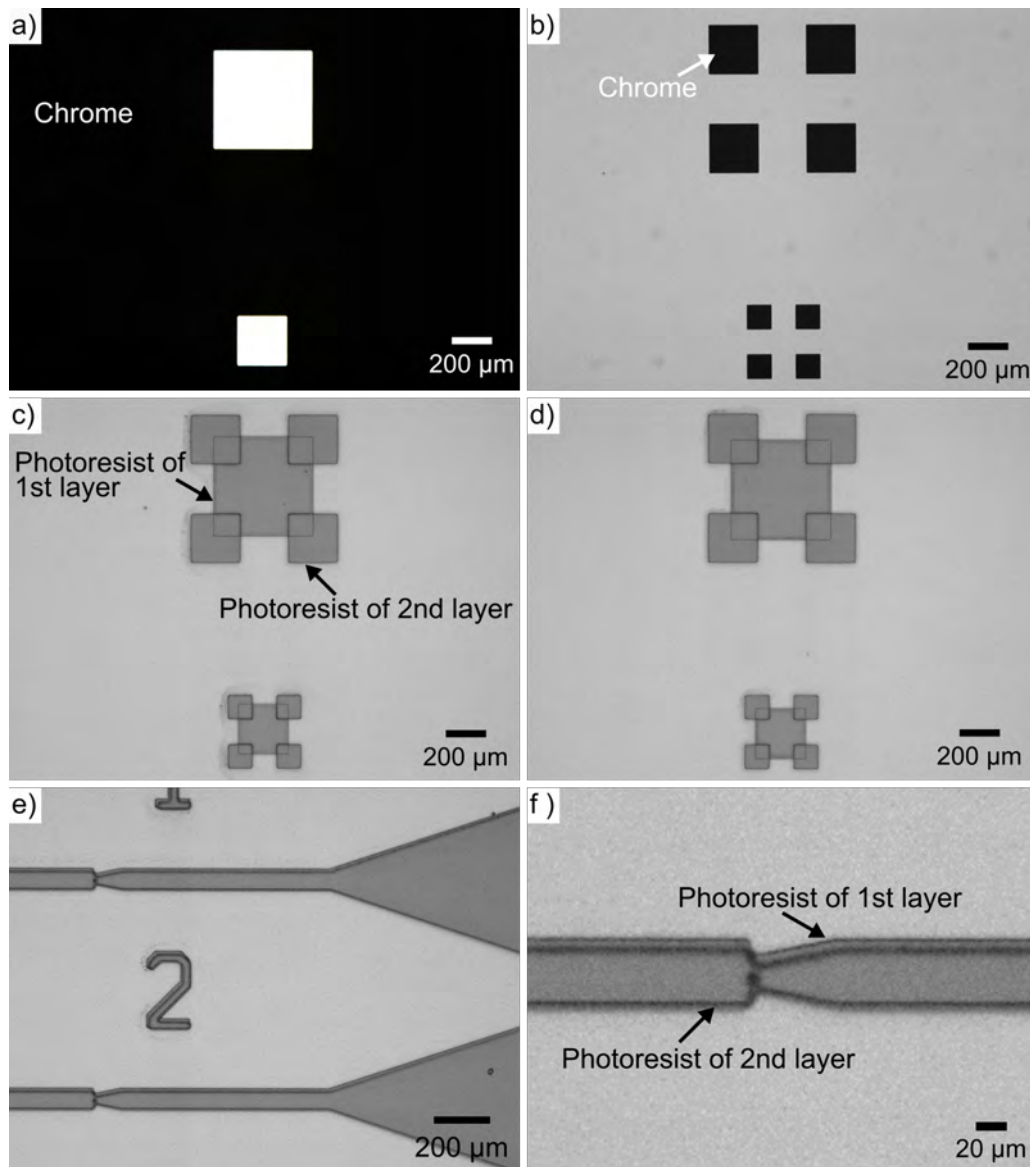 a)
Chrome
200 µm
b)
Chrome
200 µm
c)
Photoresist of
1st layer
Photoresist of 2nd layer
200 µm
d)
200 µm
e)
2
200 µm
f)
Photoresist of 1st layer
Photoresist of 2nd layer
20 µm